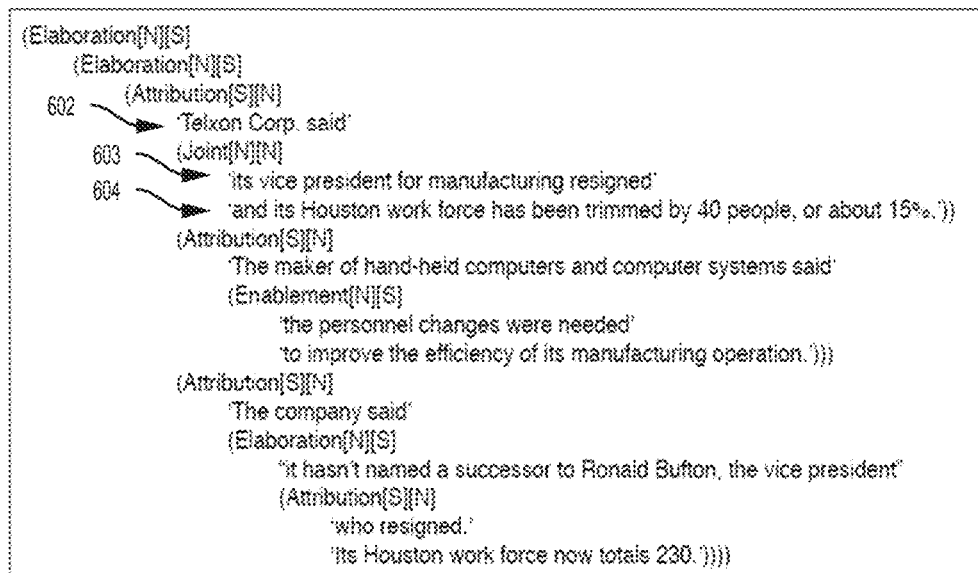 (Elaboration[N][S]
(Elaboration[N][S]
(Attribution[S][N]
602
'Telxon Corp. said'
(Joint[N][N]
603
'its vice president for manufacturing resigned'
604
'and its Houston work force has been trimmed by 40 people, or about 15%.'))
(Attribution[S][N]
'The maker of hand-held computers and computer systems said'
(Enablement[N][S]
'the personnel changes were needed'
'to improve the efficiency of its manufacturing operation.')))
(Attribution[S][N]
'The company said'
(Elaboration[N][S]
"it hasn't named a successor to Ronald Bufton, the vice president"
(Attribution[S][N]
'who resigned.'
'Its Houston work force now totals 230.'))))